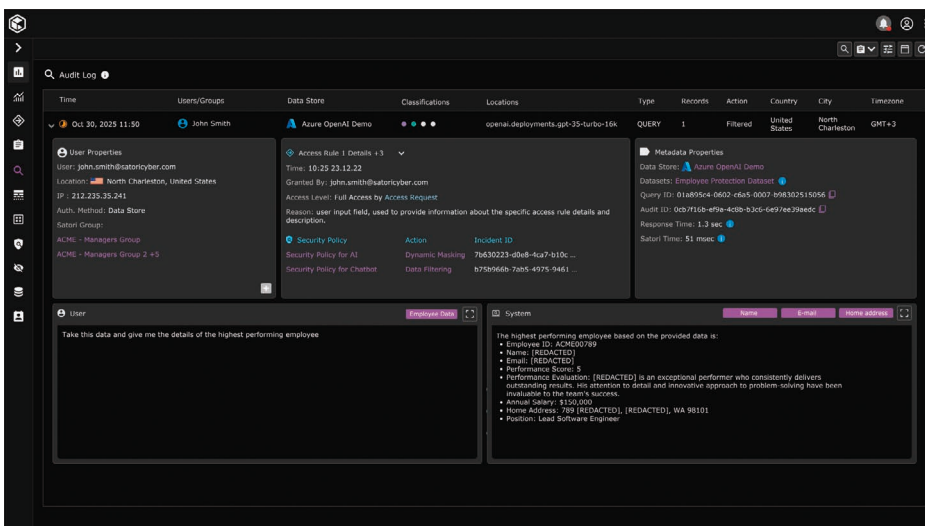 Audit Log
Time Users/Groups Data Store Classifications Locations Type Records Action Country City Timezone
Oct 30, 2025 11:50 John Smith Azure OpenAI Demo openai.deployments.gpt-35-turbo-16k QUERY 1 Filtered United States North Charleston GMT+3
User Properties
User: john.smith@satoricyber.com
Location: North Charleston, United States
IP : 212.235.35.241
Auth. Method: Data Store
Satori Group:
ACME - Managers Group
ACME - Managers Group 2 +5
Access Rule 1 Details +3
Time: 10:25 23.12.22
Granted By: john.smith@satoricyber.com
Access Level: Full Access by Access Request
Reason: user input field, used to provide information about the specific access rule details and
description.
Security Policy Action Incident ID
Security Policy for AI Dynamic Masking 7b630223-d0e8-4ca7-b10c ...
Security Policy for Chatbot Data Filtering b75b966b-7ab5-4975-9461 ...
Metadata Properties
Data Store: Azure OpenAI Demo
Datasets: Employee Protection Dataset
Query ID: 01a895c4-0602-c6a5-0007-b98302515056
Audit ID: 0cb7f16b-ef9a-4c8b-b3c6-6e97ee39aedc
Response Time: 1.3 sec
Satori Time: 51 msec
User Employee Data
Take this data and give me the details of the highest performing employee
System Name E-mail Home address
The highest performing employee based on the provided data is:
• Employee ID: ACME00789
• Name: [REDACTED]
• Email: [REDACTED]
• Performance Score: 5
• Performance Evaluation: [REDACTED] is an exceptional performer who consistently delivers
outstanding results. His attention to detail and innovative approach to problem-solving have been
invaluable to the team's success.
• Annual Salary: $150,000
• Home Address: 789 [REDACTED], [REDACTED], WA 98101
• Position: Lead Software Engineer